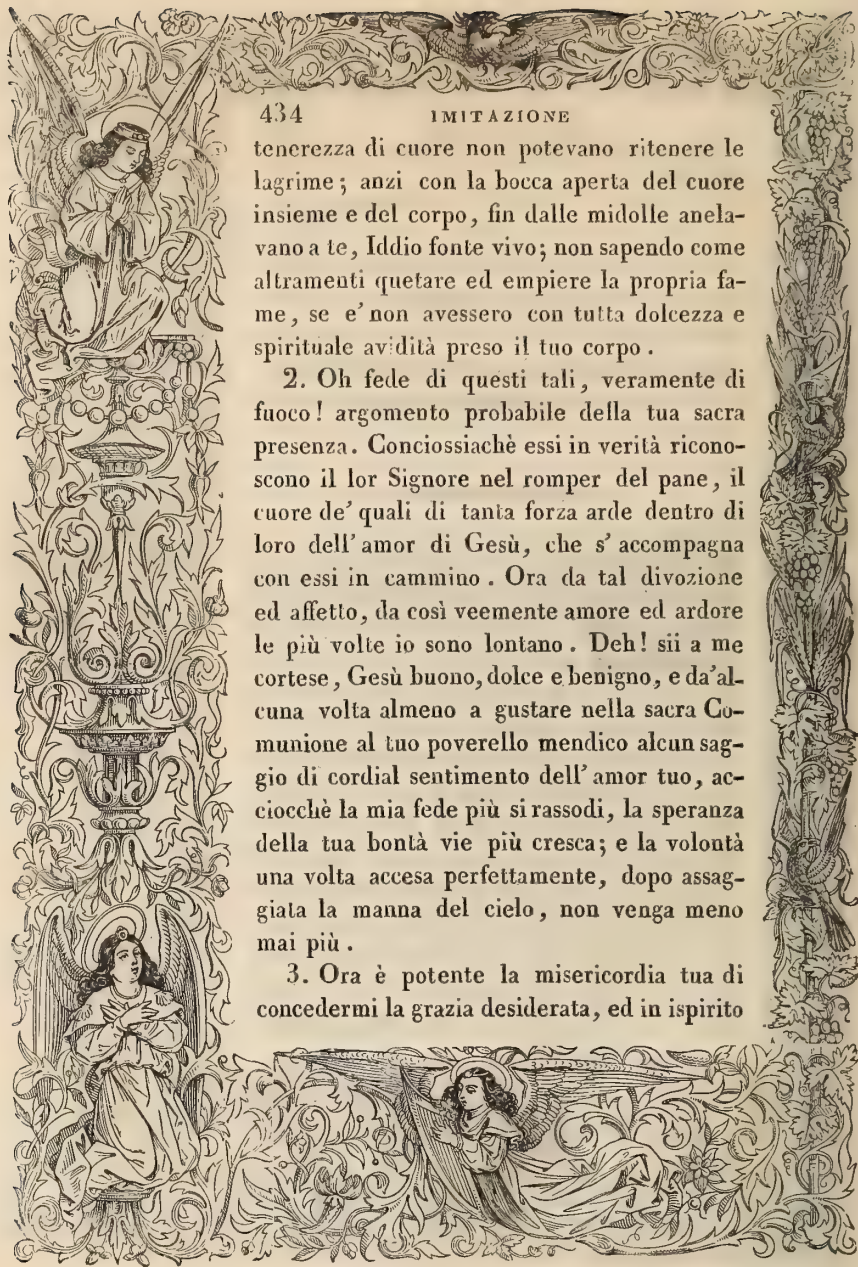 434 IMITAZIONE
tenerezza di cuore non potevano ritenere le
lagrime; anzi con la bocca aperta del cuore
insieme e del corpo, fin dalle midolle anela-
vano a te, Iddio fonte vivo; non sapendo come
altramenti quetare ed empiere la propria fa-
me, se e' non avessero con tutta dolcezza e
spirituale avidità preso il tuo corpo.
2. Oh fede di questi tali, veramente di
fuoco! argomento probabile della tua sacra
presenza. Conciossiachè essi in verità ricono-
scono il lor Signore nel romper del pane, il
cuore de' quali di tanta forza arde dentro di
loro dell' amor di Gesù, che s' accompagna
con essi in cammino. Ora da tal divozione
ed affetto, da così veemente amore ed ardore
le più volte io sono lontano. Deh! sii a me
cortese, Gesù buono, dolce e benigno, e da' al-
cuna volta almeno a gustare nella sacra Co-
munione al tuo poverello mendico alcun sag-
gio di cordial sentimento dell' amor tuo, ac-
ciocchè la mia fede più si rassodi, la speranza
della tua bontà vie più cresca; e la volontà
una volta accesa perfettamente, dopo assag-
giata la manna del cielo, non venga meno
mai più.
3. Ora è potente la misericordia tua di
concedermi la grazia desiderata, ed in ispirito